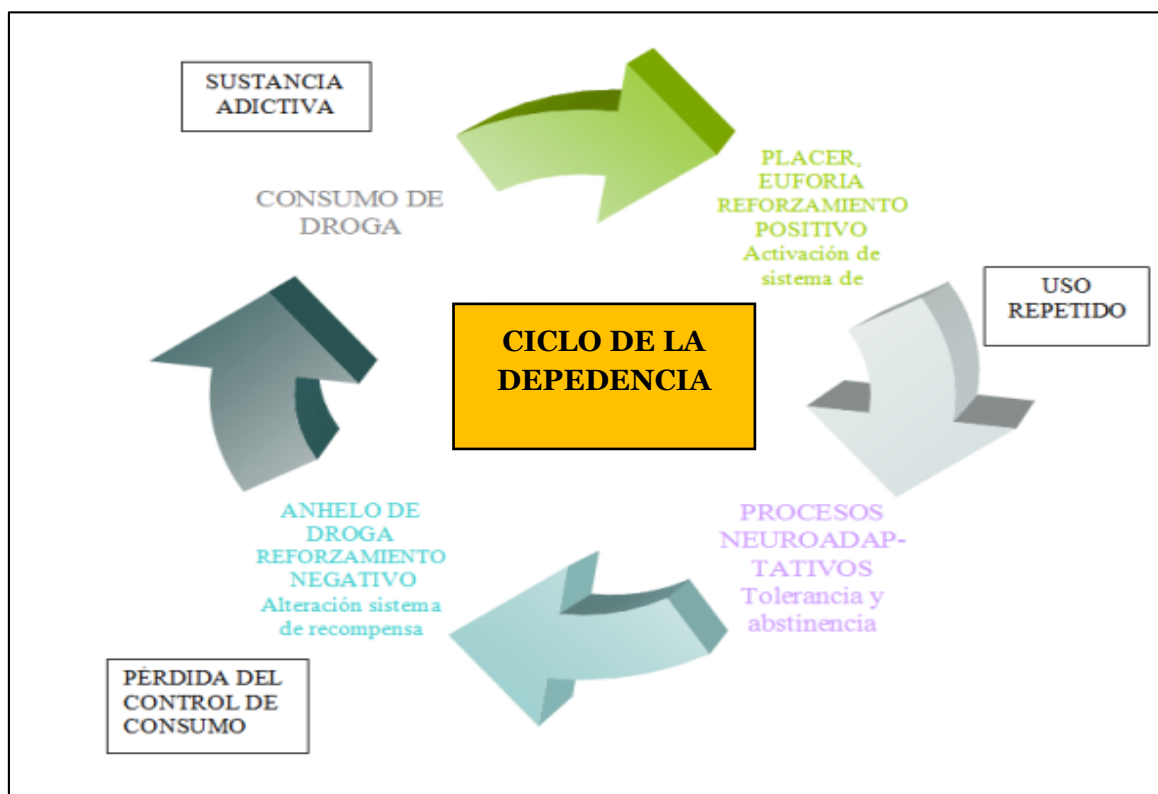 SUSTANCIA
ADICTIVA
CONSUMO DE
DROGA
PLACER,
EUFORIA
REFORZAMIENTO
POSITIVO
Activación de
sistema de
USO
REPETIDO
CICLO DE LA
DEPEDENCIA
PROCESOS
NEUROADAP-
TATIVOS
Tolerancia y
abstinencia
ANHELO DE
DROGA
REFORZAMIENTO
NEGATIVO
Alteración sistema
de recompensa
PÉRDIDA DEL
CONTROL DE
CONSUMO